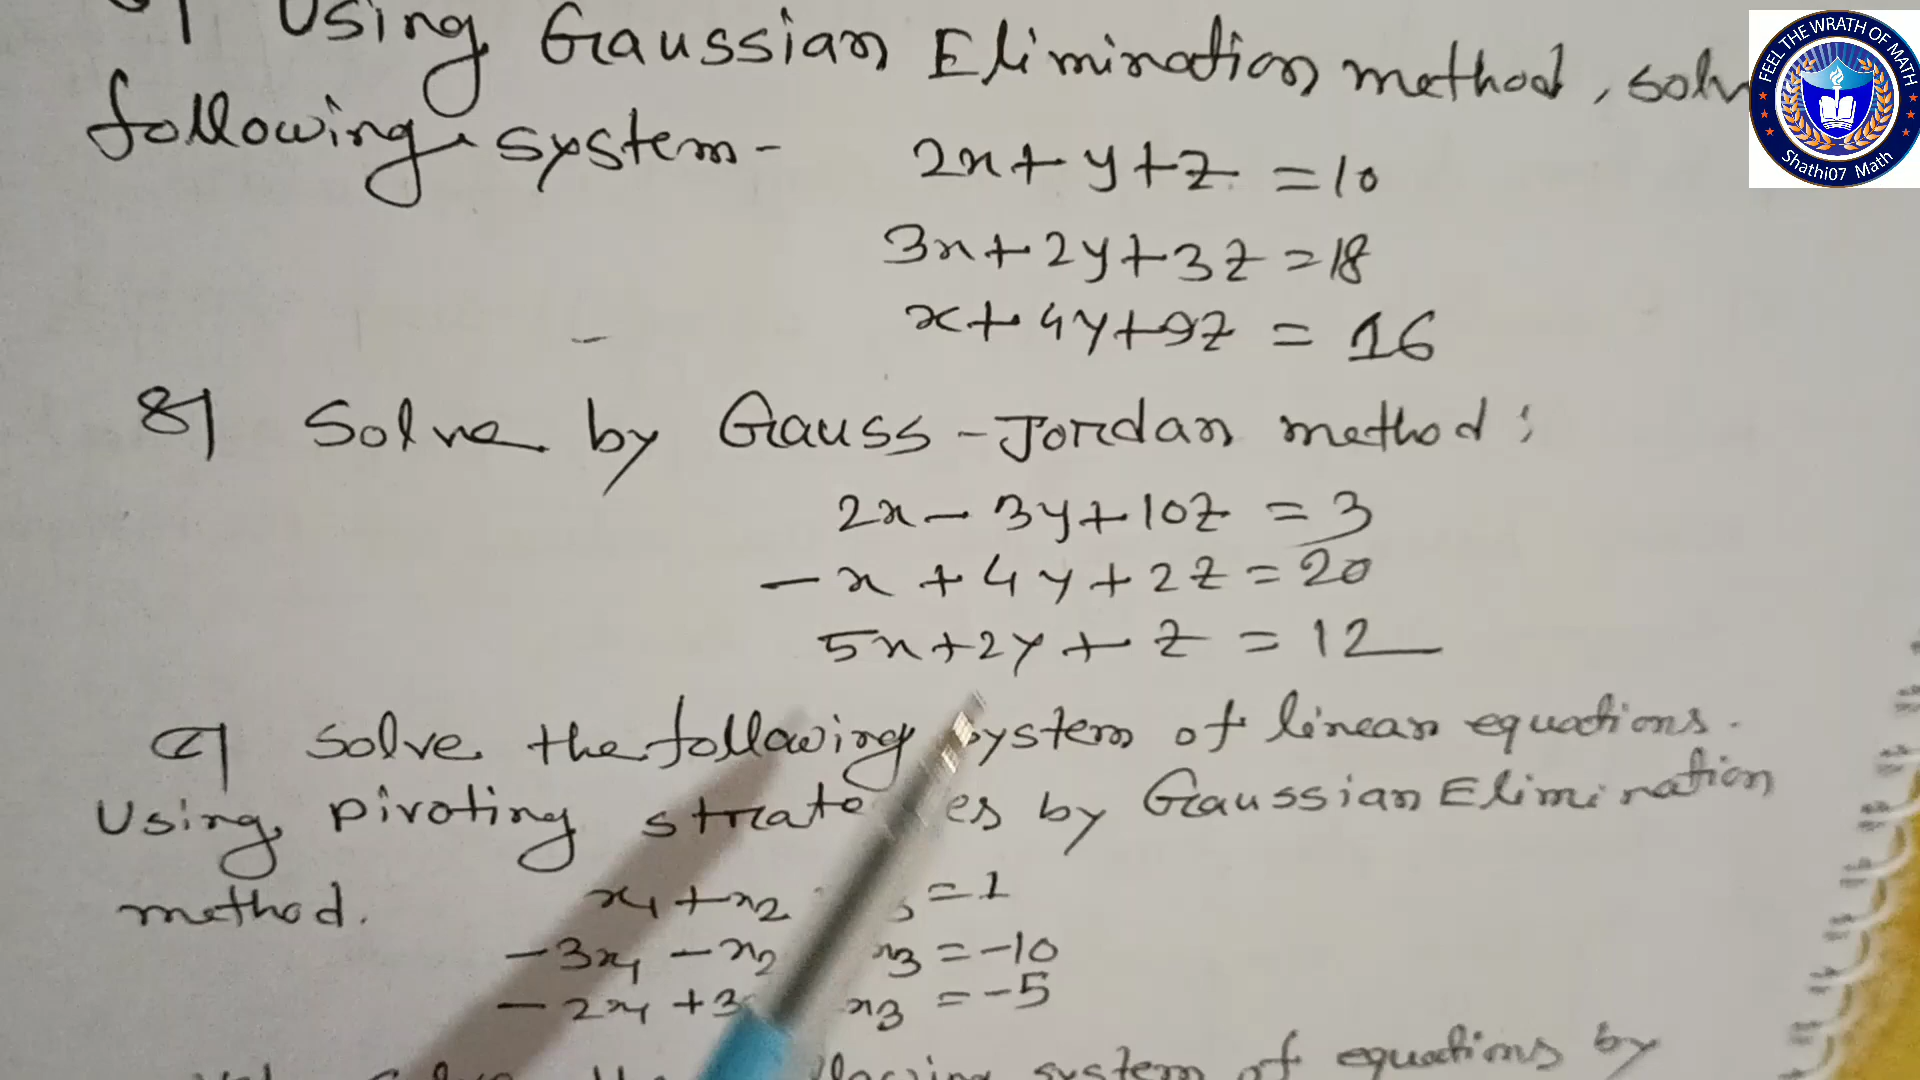 Using Gaussian Elimination method, solv
following system-
2x + y + z = 10
3x + 2y + 3z = 18
x + 4y + 9z = 16
8) Solve by Gauss-Jordan method:
2x - 3y + 10z = 3
- x + 4y + 2z = 20
5x + 2y + z = 12
Solve the following system of linear equations.
Using pivoting by Gaussian Elimination
method.
x1 + x2 = 1
- 3x1 - x2 x3 = -10
- 2x1 + 3 x3 = -5
system of equations by
FEEL THE WRATH OF MATH
Shathi07 Math